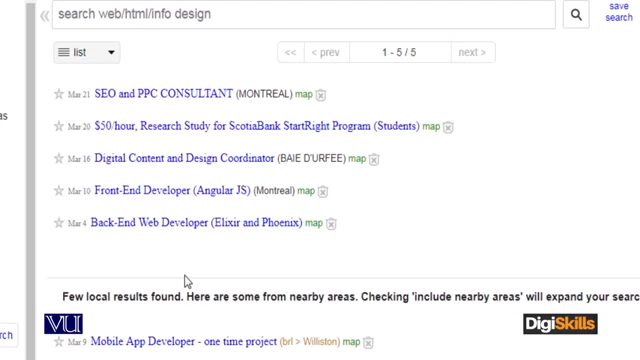 search web/html/info design
save
search
list
<< < prev 1 - 5 / 5 next >
as
Mar 21 SEO and PPC CONSULTANT (MONTREAL) map
Mar 20 $50/hour, Research Study for ScotiaBank StartRight Program (Students) map
Mar 16 Digital Content and Design Coordinator (BAIE D'URFEE) map
Mar 10 Front-End Developer (Angular JS) (Montreal) map
Mar 4 Back-End Web Developer (Elixir and Phoenix) map
Few local results found. Here are some from nearby areas. Checking 'include nearby areas' will expand your searc
rch
VU
DigiSkills
Mar 9 Mobile App Developer - one time project (brl > Williston) map